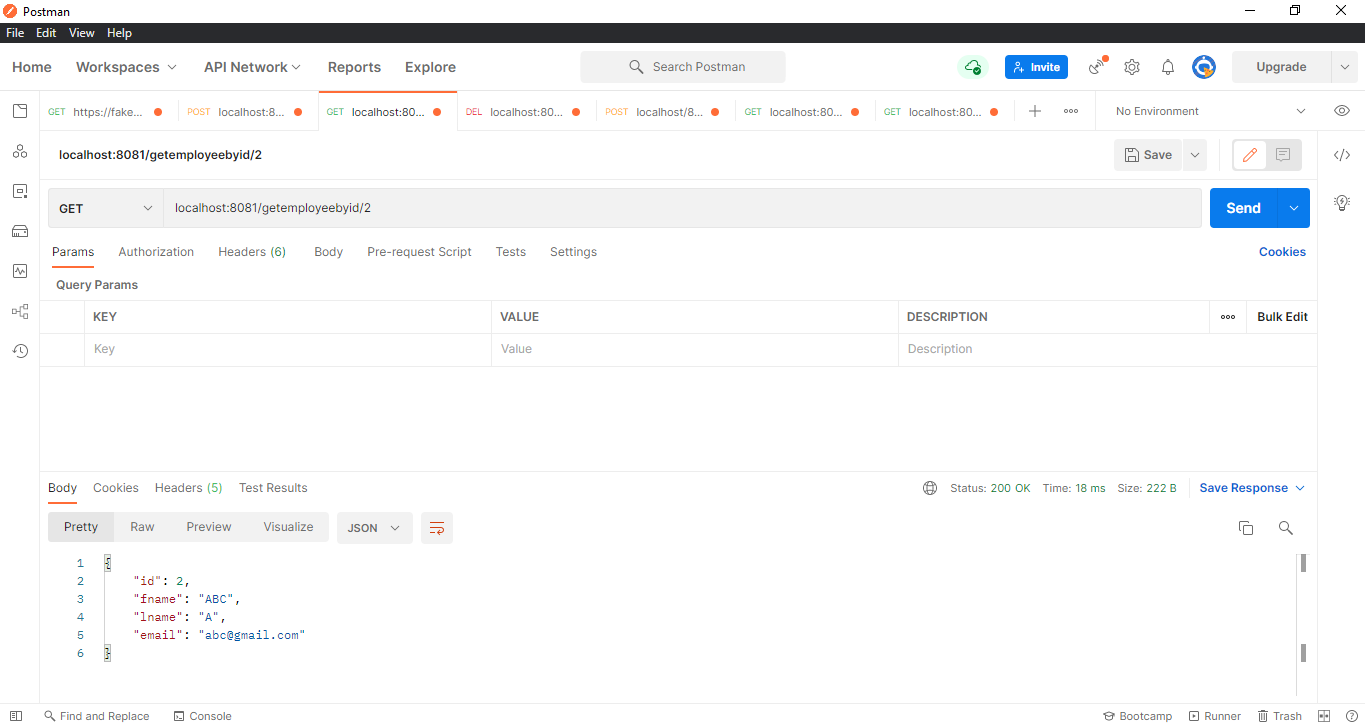 Postman
File Edit View Help
Home Workspaces API Network Reports Explore Search Postman Invite Upgrade
GET https://fake... POST localhost:8... GET localhost:80... DEL localhost:80... POST localhost/8... GET localhost:80... GET localhost:80... No Environment
localhost:8081/getemployeebyid/2 Save
GET localhost:8081/getemployeebyid/2 Send
Params Authorization Headers (6) Body Pre-request Script Tests Settings Cookies
Query Params
KEY VALUE DESCRIPTION Bulk Edit
Key Value Description
Body Cookies Headers (5) Test Results Status: 200 OK Time: 18 ms Size: 222 B Save Response
Pretty Raw Preview Visualize JSON
1 {
2 "id": 2,
3 "fname": "ABC",
4 "lname": "A",
5 "email": "abc@gmail.com"
6 }
Find and Replace Console Bootcamp Runner Trash